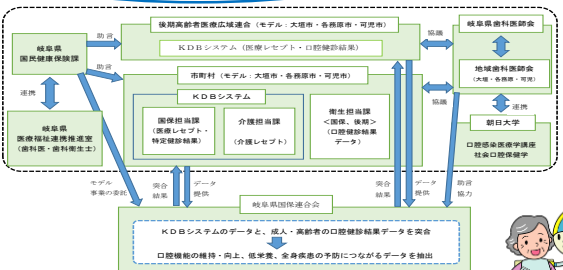 後期高齢者医療広域連合（モデル：大垣市・各務原市・可児市）
KDBシステム（医療レセプト・口腔健診結果）
岐阜県
国民健康保険課
助言
助言
連携
岐阜県
医療福祉連携推進室
（歯科医・歯科衛生士）
市町村（モデル：大垣市・各務原市・可児市）
KDBシステム
国保担当課
（医療レセプト・
特定健診結果）
介護担当課
（介護レセプト）
衛生担当課
＜国保、後期＞
（口腔健診結果
データ）
協議
協議
岐阜県歯科医師会
地域歯科医師会
（大垣・各務原・可児）
連携
朝日大学
口腔感染医療学講座
社会口腔保健学
モデル
事業の委託
突合
結果
データ
提供
突合
結果
データ
提供
助言
協力
岐阜県国保連合会
KDBシステムのデータと、成人・高齢者の口腔健診結果データを突合
口腔機能の維持・向上、低栄養、全身疾患の予防につながるデータを抽出